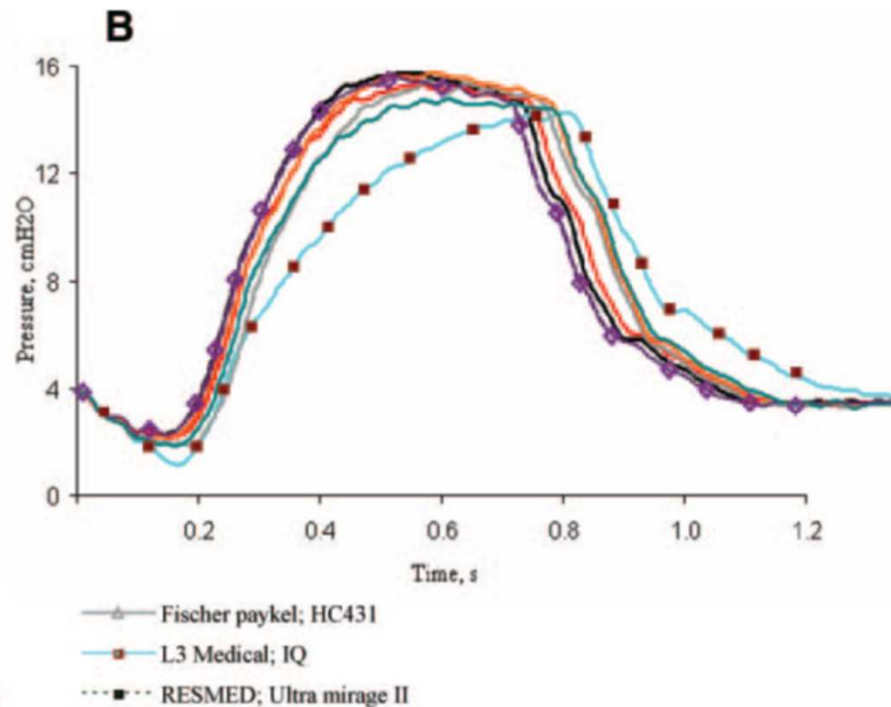 B
16
12
8
4
0
Pressure, cmH2O
0.2 0.4 0.6 0.8 1.0 1.2
Time, s
Fischer paykel; HC431
L3 Medical; IQ
RESMED; Ultra mirage II